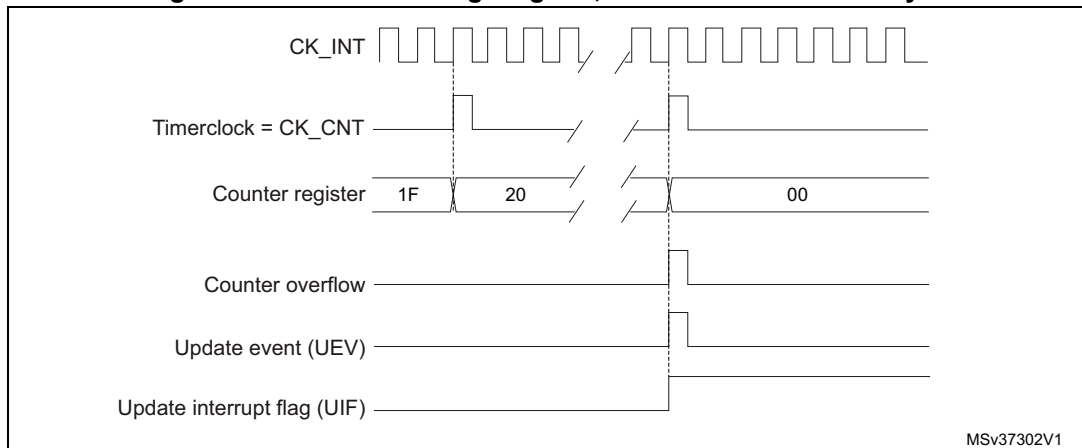 CK_INT
Timerclock = CK_CNT
Counter register 1F 20 00
Counter overflow
Update event (UEV)
Update interrupt flag (UIF)
MSv37302V1